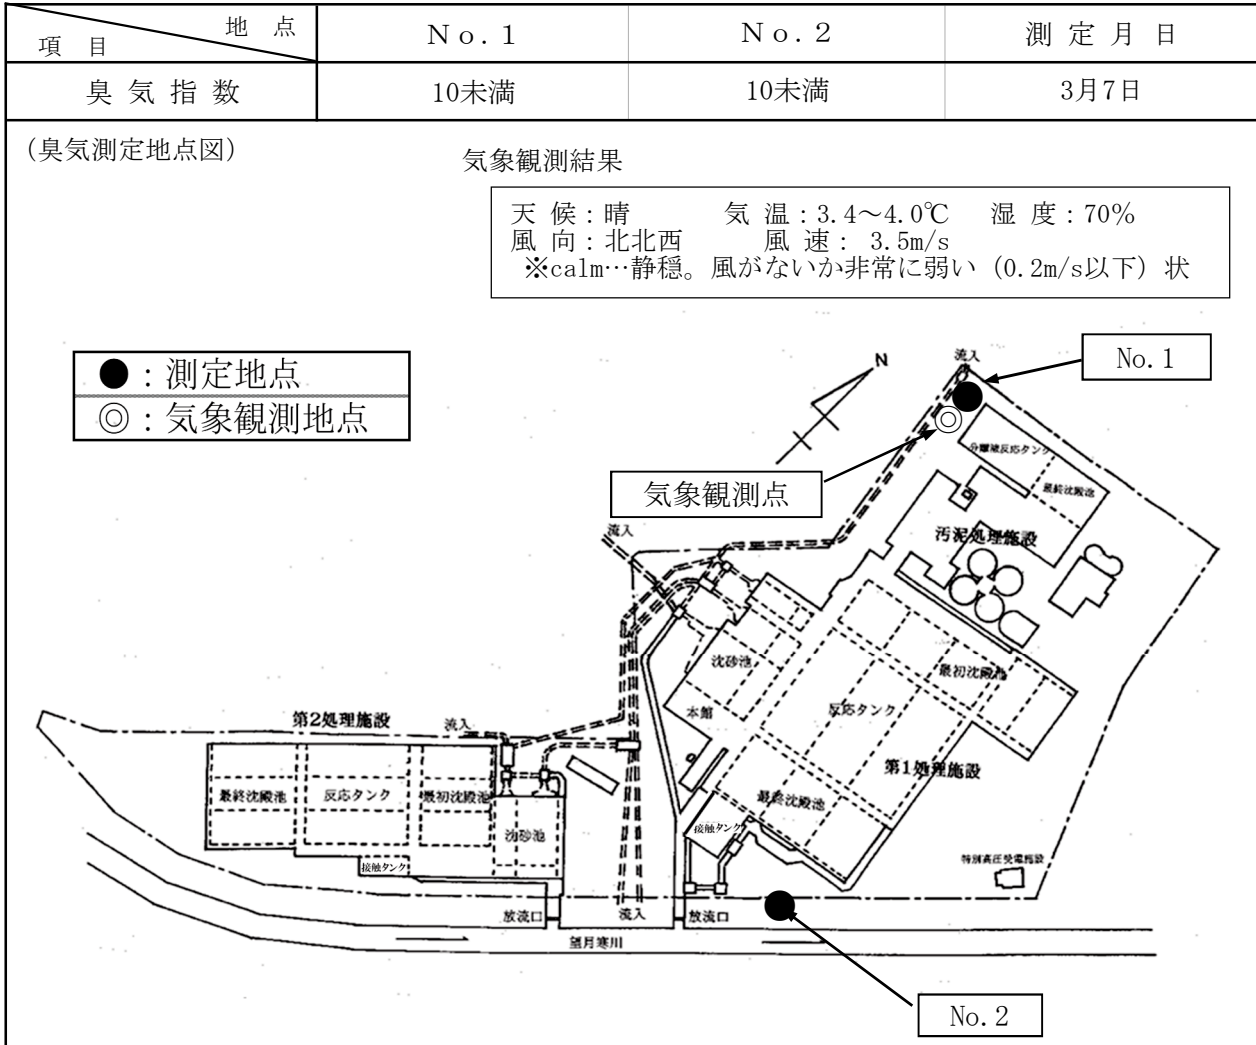 地点
項目
No.1
No.2
測定月日
臭気指数
10未満
10未満
3月7日
(臭気測定地点図)
気象観測結果
天候：晴 気温：3.4～4.0℃ 湿度：70%
風向：北北西 風速： 3.5m/s
※calm…静穏。風がないか非常に弱い（0.2m/s以下）状
●：測定地点
◎：気象観測地点
N
流入
No.1
気象観測点
分離液反応タンク
最終沈殿池
流入
汚泥処理施設
沈砂池
最初沈殿池
本館
反応タンク
第2処理施設
流入
第1処理施設
最終沈殿池
反応タンク
最初沈殿池
最終沈殿池
沈砂池
接触タンク
接触タンク
特別高圧受電施設
放流口
流入
放流口
望月寒川
No.2